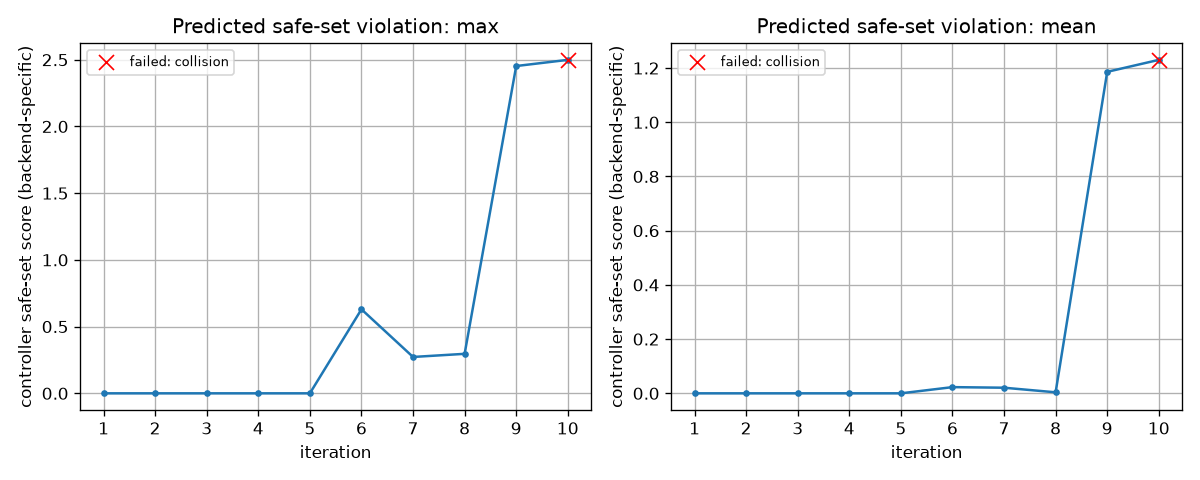 Predicted safe-set violation: max
failed: collision
controller safe-set score (backend-specific)
2.5
2.0
1.5
1.0
0.5
0.0
1 2 3 4 5 6 7 8 9 10
iteration
Predicted safe-set violation: mean
failed: collision
controller safe-set score (backend-specific)
1.2
1.0
0.8
0.6
0.4
0.2
0.0
1 2 3 4 5 6 7 8 9 10
iteration